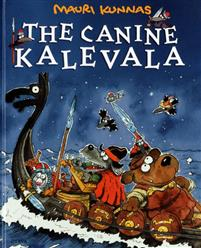 MAURI KUNNAS
THE CANINE
KALEVALA